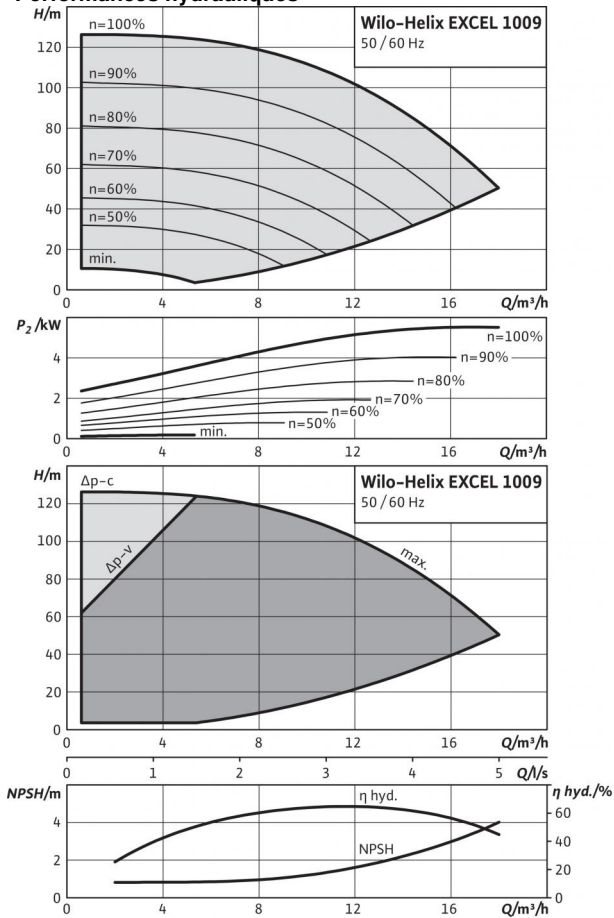 H/m
n=100%
Wilo-Helix EXCEL 1009
50 / 60 Hz
120
n=90%
100
n=80%
80
n=70%
60
n=60%
40
n=50%
20
min.
0
0 4 8 12 16 Q/m³/h
P₂ /kW
n=100%
4
n=90%
n=80%
2
n=70%
n=60%
n=50%
min.
0
0 4 8 12 16 Q/m³/h
H/m
Δp-c
Wilo-Helix EXCEL 1009
50 / 60 Hz
120
100
max.
Δp-v
80
60
40
20
0
0 4 8 12 16 Q/m³/h
0 1 2 3 4 5 Q/l/s
NPSH/m
η hyd./%
η hyd.
4
60
40
NPSH
2
20
0
0
0 4 8 12 16 Q/m³/h